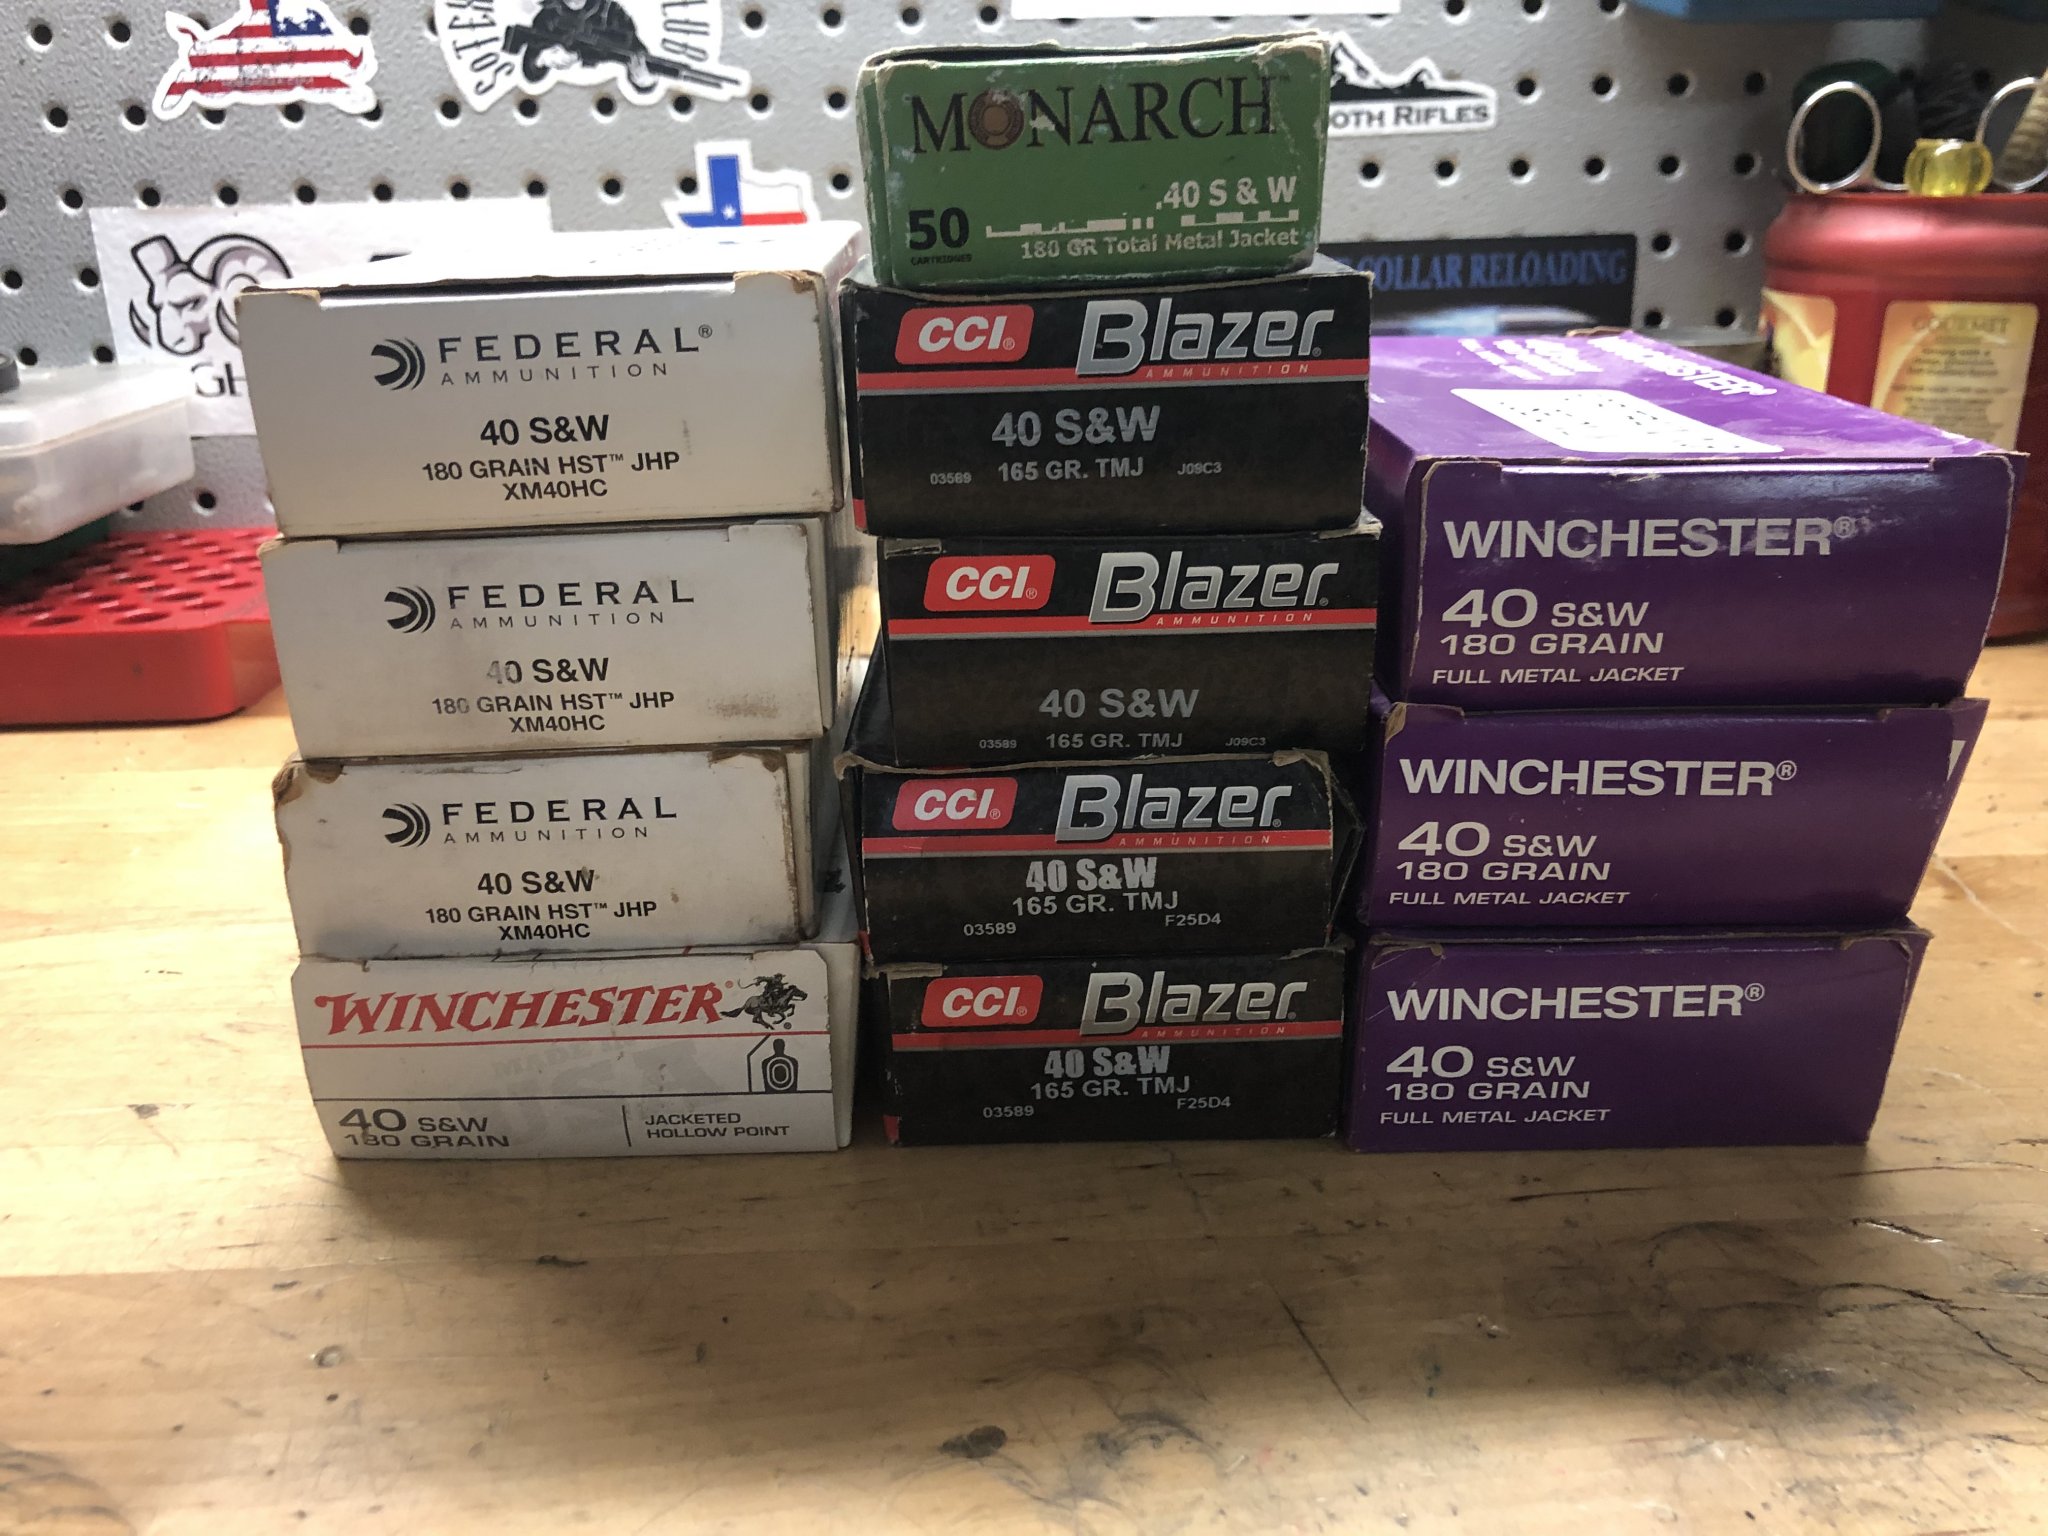 MONARCH™
.40 S & W
50
CARTRIDGES
180 GR Total Metal Jacket
OTH RIFLES
COLLAR RELOADING
GOURMET
FEDERAL®
AMMUNITION
40 S&W
180 GRAIN HST™ JHP
XM40HC
FEDERAL
AMMUNITION
40 S&W
180 GRAIN HST™ JHP
XM40HC
FEDERAL
AMMUNITION
40 S&W
180 GRAIN HST™ JHP
XM40HC
WINCHESTER®
40 S&W
180 GRAIN
JACKETED
HOLLOW POINT
CCI® Blazer®
AMMUNITION
40 S&W
03589 165 GR. TMJ J09C3
CCI® Blazer®
AMMUNITION
40 S&W
03589 165 GR. TMJ J09C3
CCI® Blazer®
AMMUNITION
40 S&W
165 GR. TMJ
03589 F25D4
CCI® Blazer®
AMMUNITION
40 S&W
165 GR. TMJ
03589 F25D4
WINCHESTER®
WINCHESTER®
40 S&W
180 GRAIN
FULL METAL JACKET
WINCHESTER®
40 S&W
180 GRAIN
FULL METAL JACKET
WINCHESTER®
40 S&W
180 GRAIN
FULL METAL JACKET